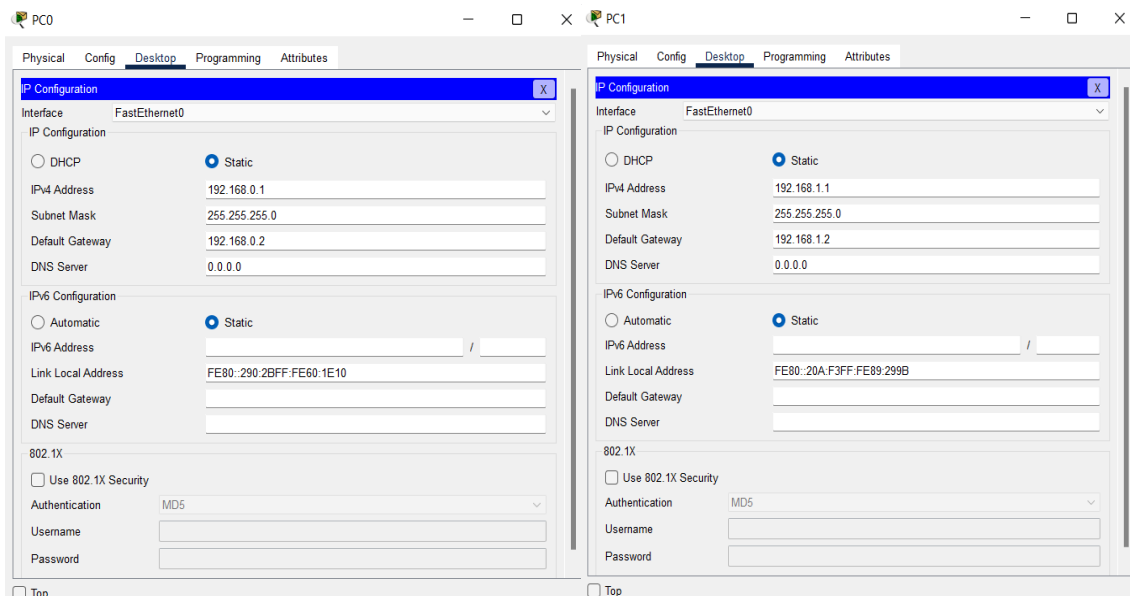 PC0
Physical Config Desktop Programming Attributes
IP Configuration X
Interface FastEthernet0
IP Configuration
DHCP Static
IPv4 Address 192.168.0.1
Subnet Mask 255.255.255.0
Default Gateway 192.168.0.2
DNS Server 0.0.0.0
IPv6 Configuration
Automatic Static
IPv6 Address /
Link Local Address FE80::290:2BFF:FE60:1E10
Default Gateway
DNS Server
802.1X
Use 802.1X Security
Authentication MD5
Username
Password
Top
PC1
Physical Config Desktop Programming Attributes
IP Configuration X
Interface FastEthernet0
IP Configuration
DHCP Static
IPv4 Address 192.168.1.1
Subnet Mask 255.255.255.0
Default Gateway 192.168.1.2
DNS Server 0.0.0.0
IPv6 Configuration
Automatic Static
IPv6 Address /
Link Local Address FE80::20A:F3FF:FE89:299B
Default Gateway
DNS Server
802.1X
Use 802.1X Security
Authentication MD5
Username
Password
Top